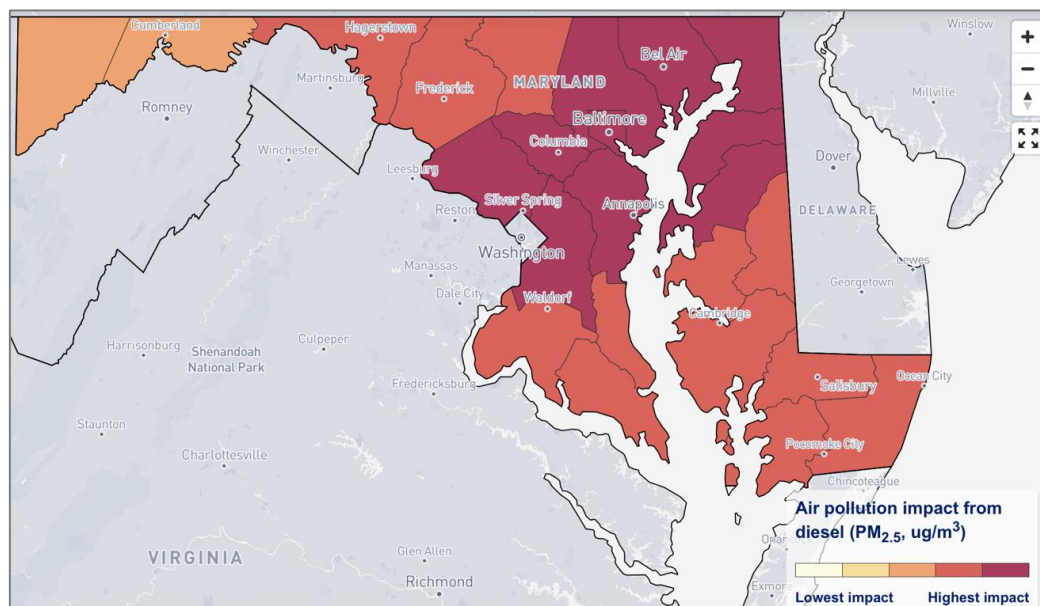 Cumberland
Hagerstown
Winslow
Bel Air
Martinsburg
MARYLAND
Frederick
Millville
Romney
Baltimore
Columbia
Winchester
Dover
Leesburg
Silver Spring
Annapolis
Reston
DELAWARE
Washington
Manassas
Lewes
Dale City
Georgetown
Waldorf
Cambridge
Harrisonburg
Shenandoah
National Park
Culpeper
Fredericksburg
Salisbury
Ocean City
Staunton
Pocomoke City
Charlottesville
Chincoteague
Air pollution impact from
diesel (PM2.5, ug/m³)
VIRGINIA
Glen Allen
Richmond
Exmore
Lowest impact Highest impact